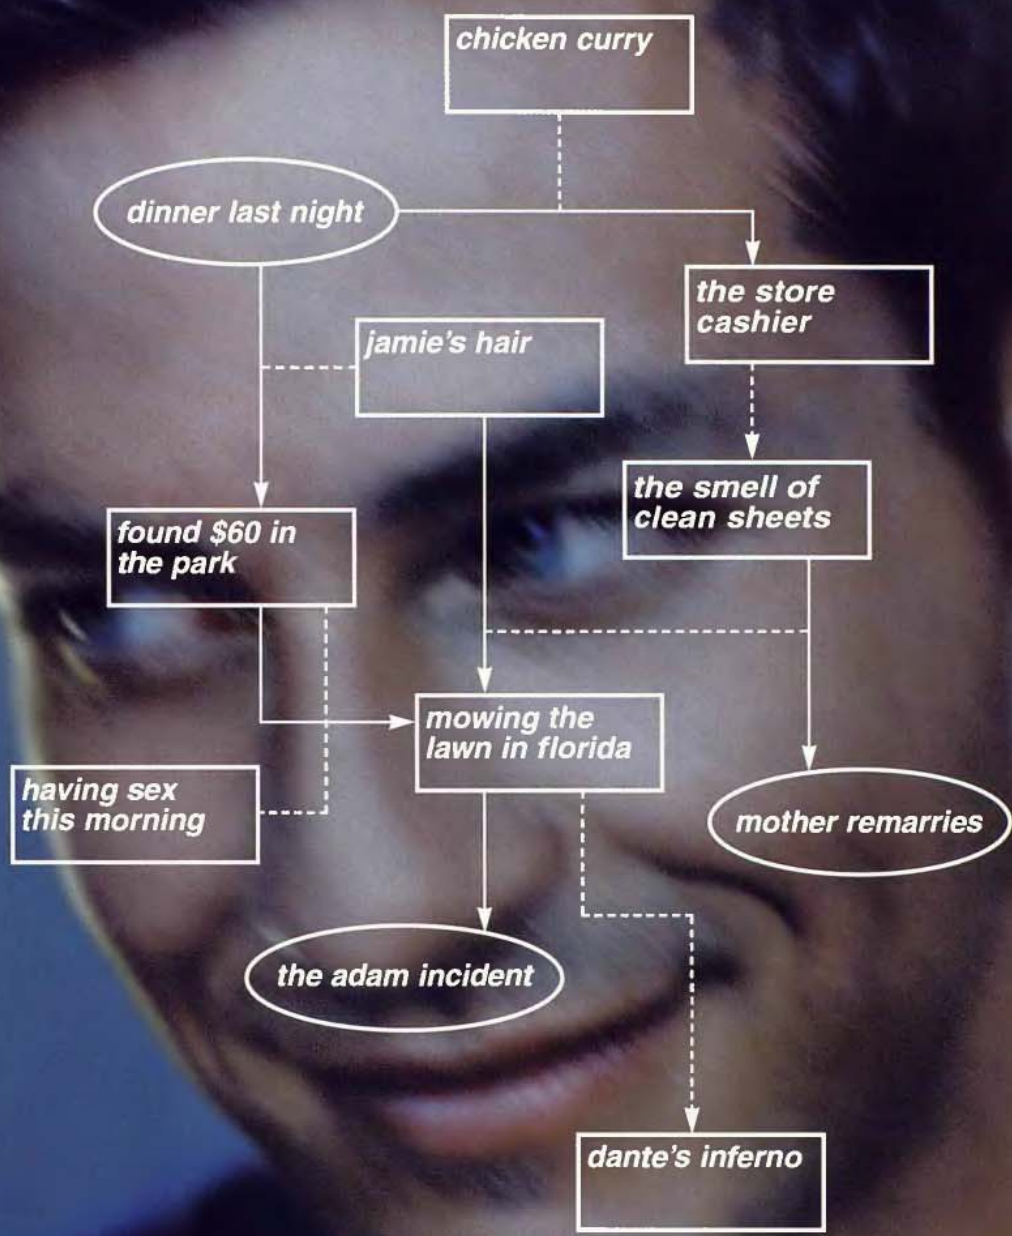 chicken curry
dinner last night
the store
cashier
jamie's hair
the smell of
clean sheets
found $60 in
the park
mowing the
lawn in florida
having sex
this morning
mother remarries
the adam incident
dante's inferno